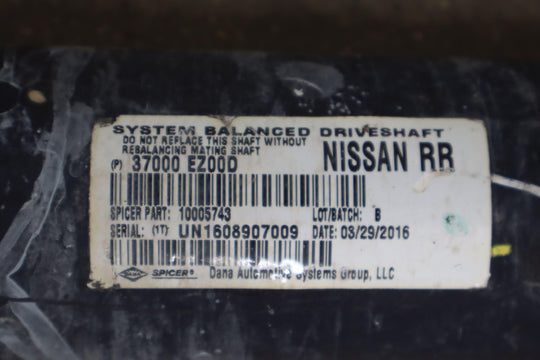 SYSTEM BALANCED DRIVESHAFT
DO NOT REPLACE THIS SHAFT WITHOUT
REBALANCING MATING SHAFT
NISSAN RR
(P) 37000 EZ00D
SPICER PART: 10005743 LOT/BATCH: B
SERIAL: (1T) UN1608907009 DATE: 03/29/2016
DANA SPICER® Dana Automotive Systems Group, LLC